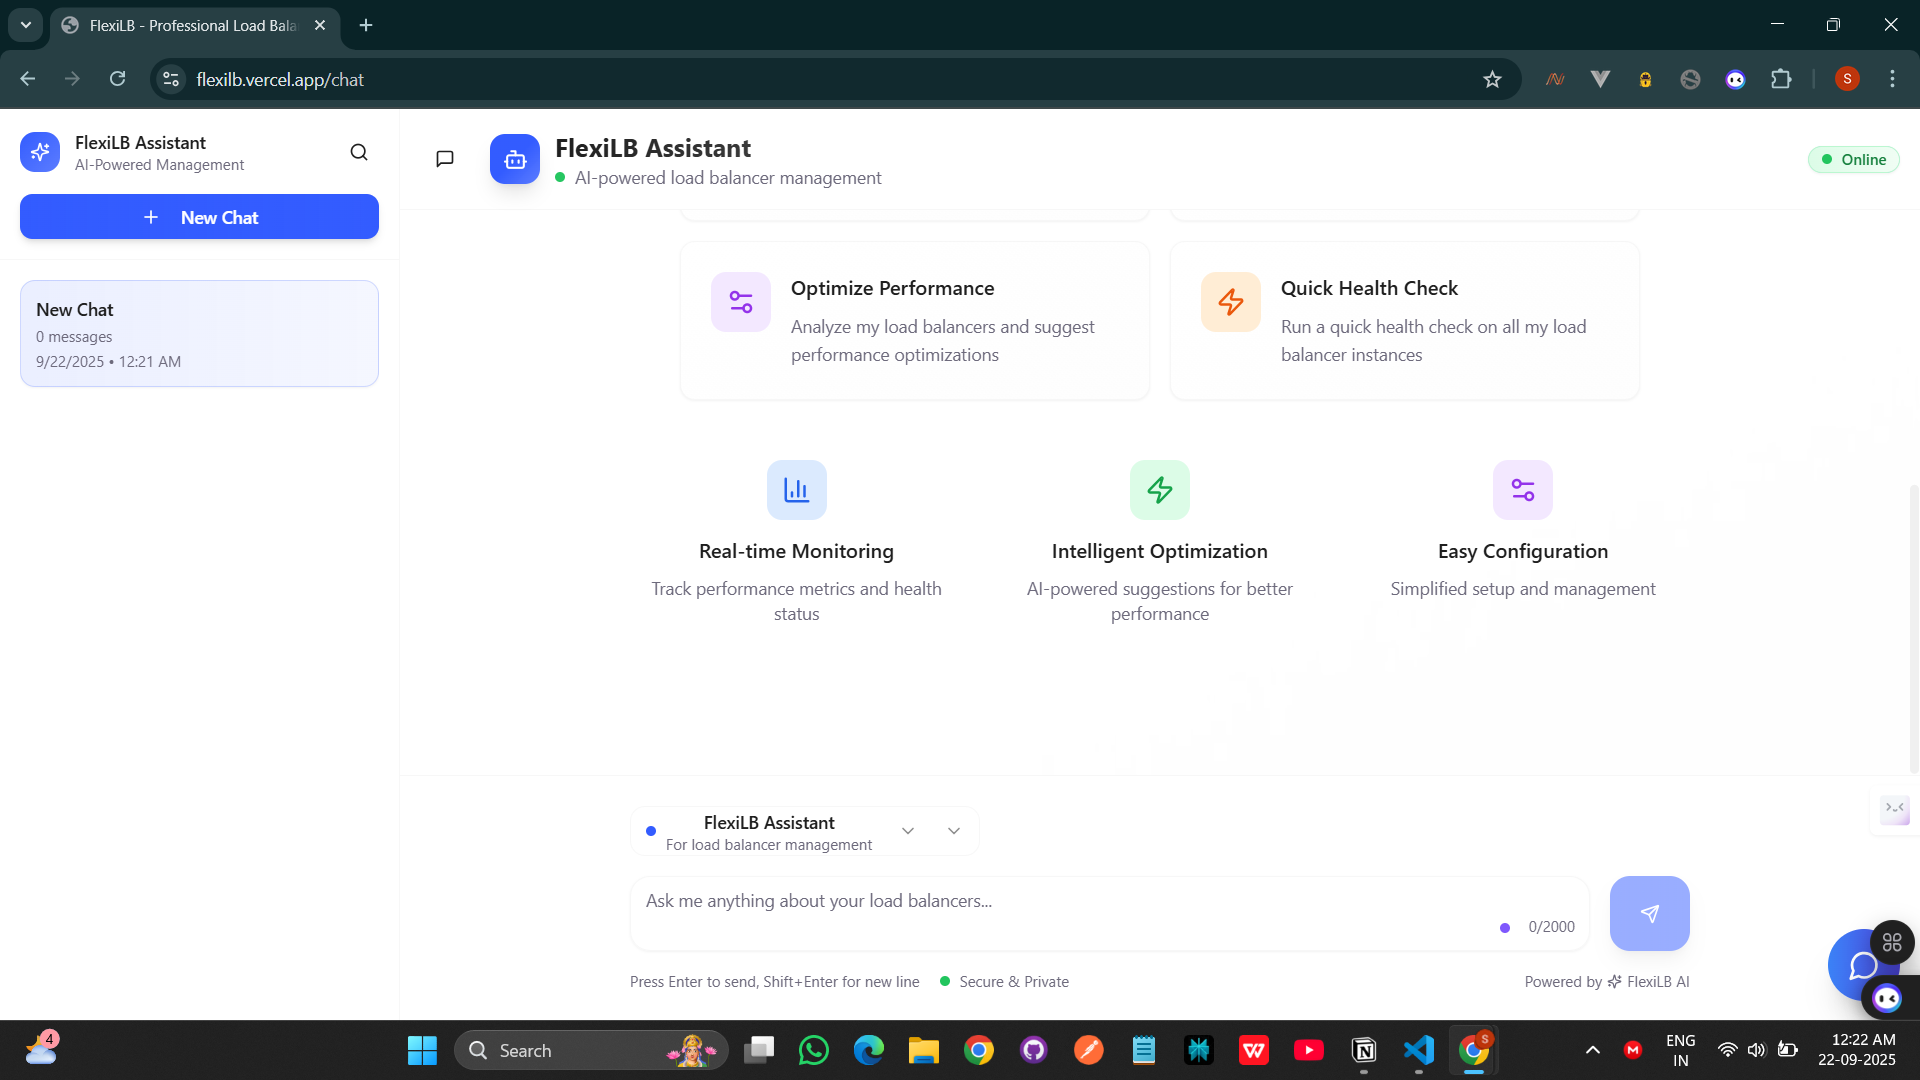 FlexiLB - Professional Load Bala
flexilb.vercel.app/chat
S
FlexiLB Assistant
AI-Powered Management
New Chat
New Chat
0 messages
9/22/2025 • 12:21 AM
FlexiLB Assistant
AI-powered load balancer management
Online
Optimize Performance
Analyze my load balancers and suggest
performance optimizations
Quick Health Check
Run a quick health check on all my load
balancer instances
Real-time Monitoring
Track performance metrics and health
status
Intelligent Optimization
AI-powered suggestions for better
performance
Easy Configuration
Simplified setup and management
FlexiLB Assistant
For load balancer management
Ask me anything about your load balancers...
0/2000
Press Enter to send, Shift+Enter for new line
Secure & Private
Powered by FlexiLB AI
4
Search
S
ENG
IN
12:22 AM
22-09-2025